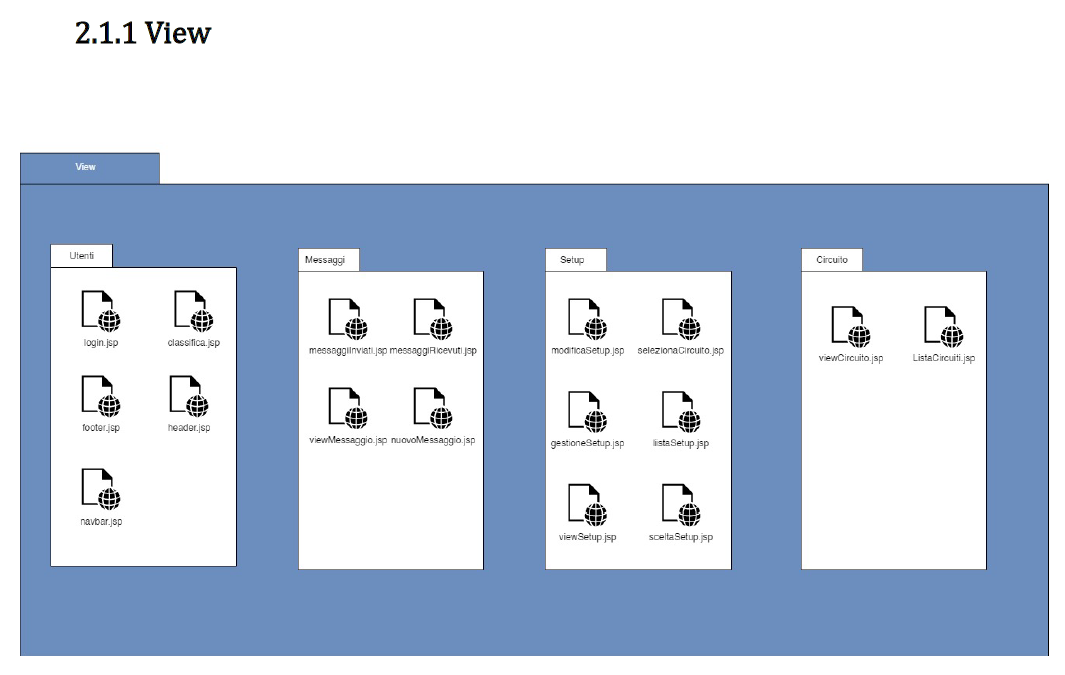 2.1.1 View
View
Utenti
login.jsp
classifica.jsp
footer.jsp
header.jsp
navbar.jsp
Messaggi
messaggiInviati.jsp
messaggiRicevuti.jsp
viewMessaggio.jsp
nuovoMessaggio.jsp
Setup
modificaSetup.jsp
selezionaCircuito.jsp
gestioneSetup.jsp
listaSetup.jsp
viewSetup.jsp
sceltaSetup.jsp
Circuito
viewCircuito.jsp
ListaCircuiti.jsp